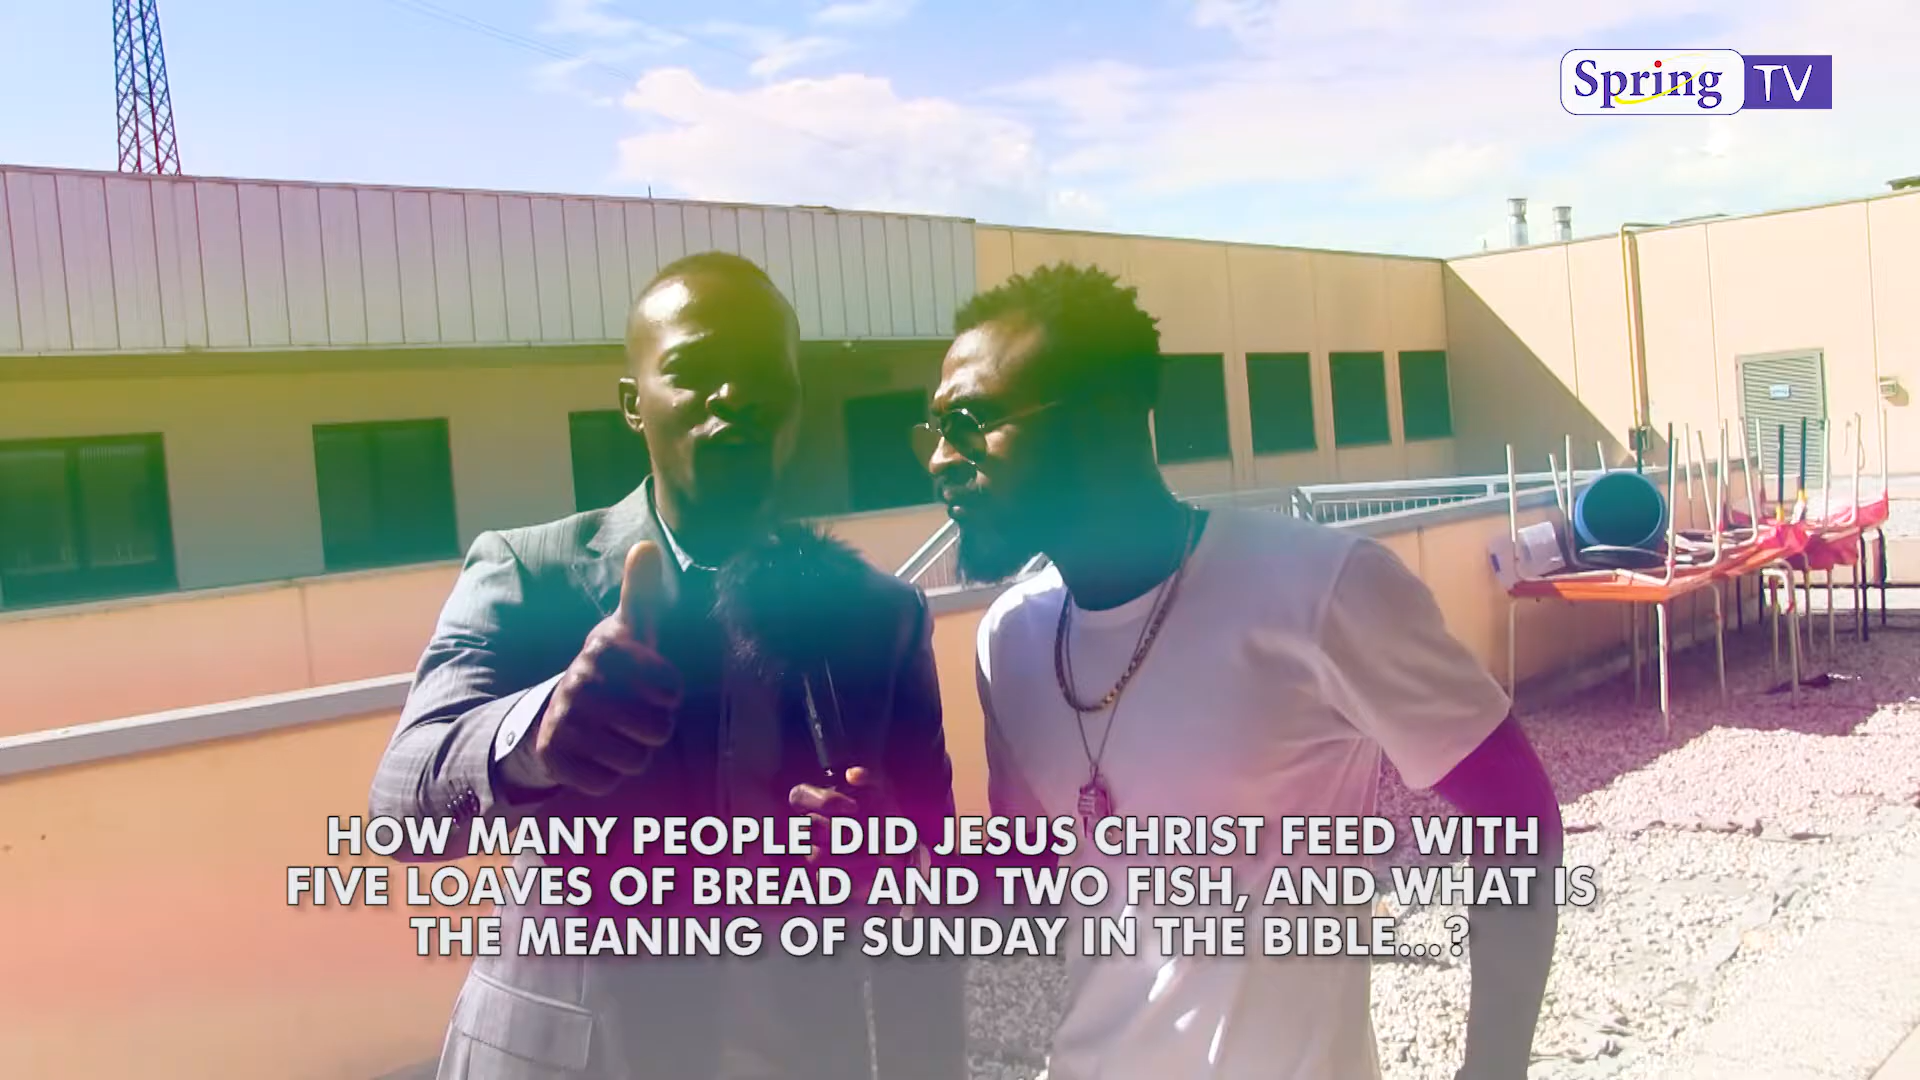 Spring TV
HOW MANY PEOPLE DID JESUS CHRIST FEED WITH
FIVE LOAVES OF BREAD AND TWO FISH, AND WHAT IS
THE MEANING OF SUNDAY IN THE BIBLE...?